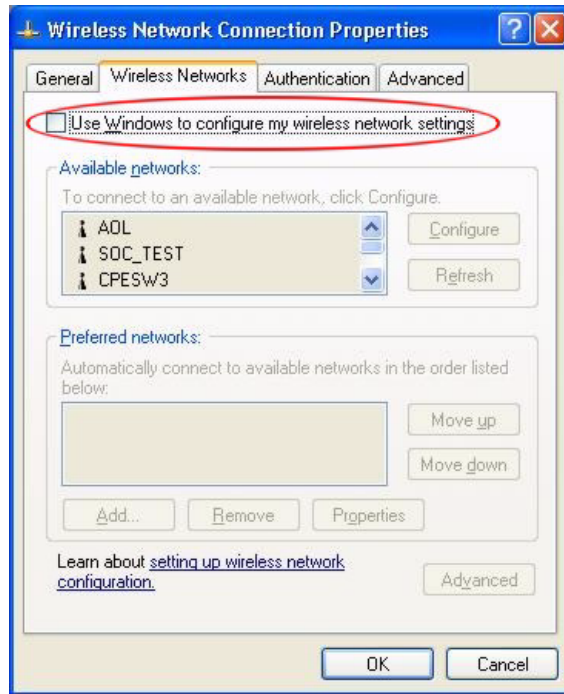 Wireless Network Connection Properties
General Wireless Networks Authentication Advanced
Use Windows to configure my wireless network settings
Available networks:
To connect to an available network, click Configure.
AOL
SOC_TEST
CPESW3
Configure
Refresh
Preferred networks:
Automatically connect to available networks in the order listed
below:
Move up
Move down
Add... Remove Properties
Learn about setting up wireless network
configuration.
Advanced
OK Cancel